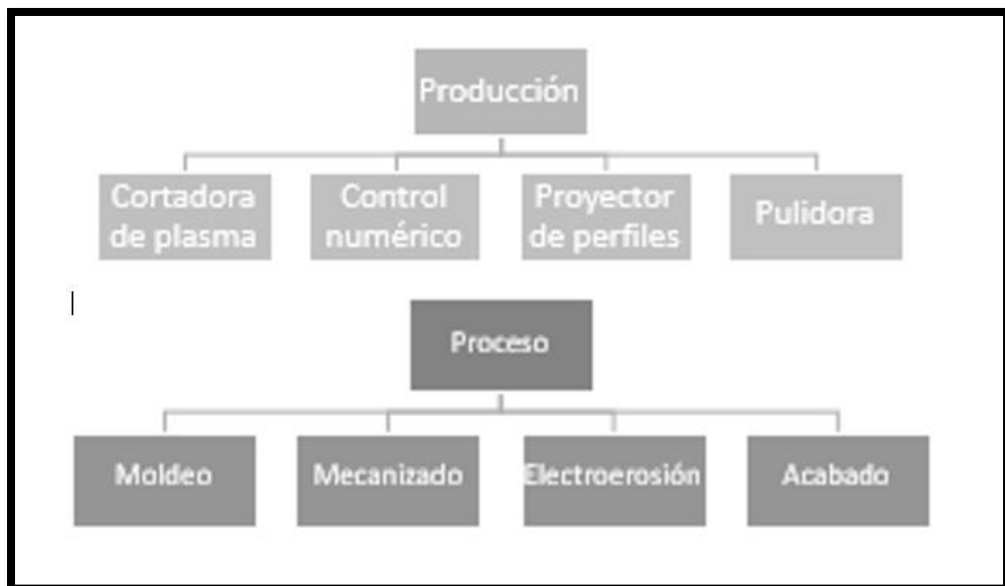 Producción
Cortadora
de plasma
Control
numérico
Proyector
de perfiles
Pulidora
Proceso
Moldeo
Mecanizado
Electroerosión
Acabado